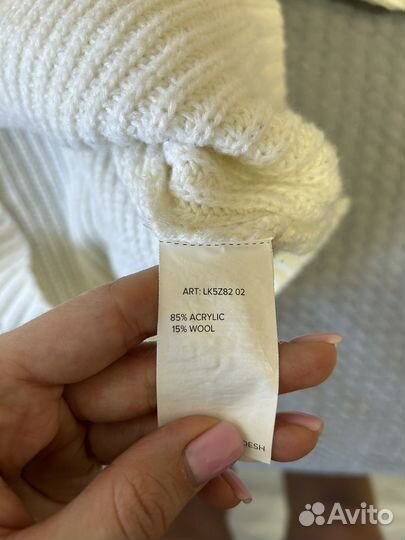 ART: LK5Z82 02
85% ACRYLIC
15% WOOL
Avito